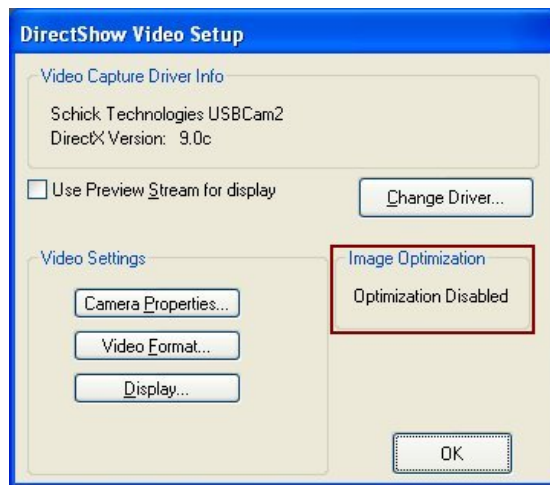 DirectShow Video Setup
Video Capture Driver Info
Schick Technologies USBCam2
DirectX Version: 9.0c
Use Preview Stream for display
Change Driver...
Video Settings
Image Optimization
Camera Properties...
Optimization Disabled
Video Format...
Display...
OK